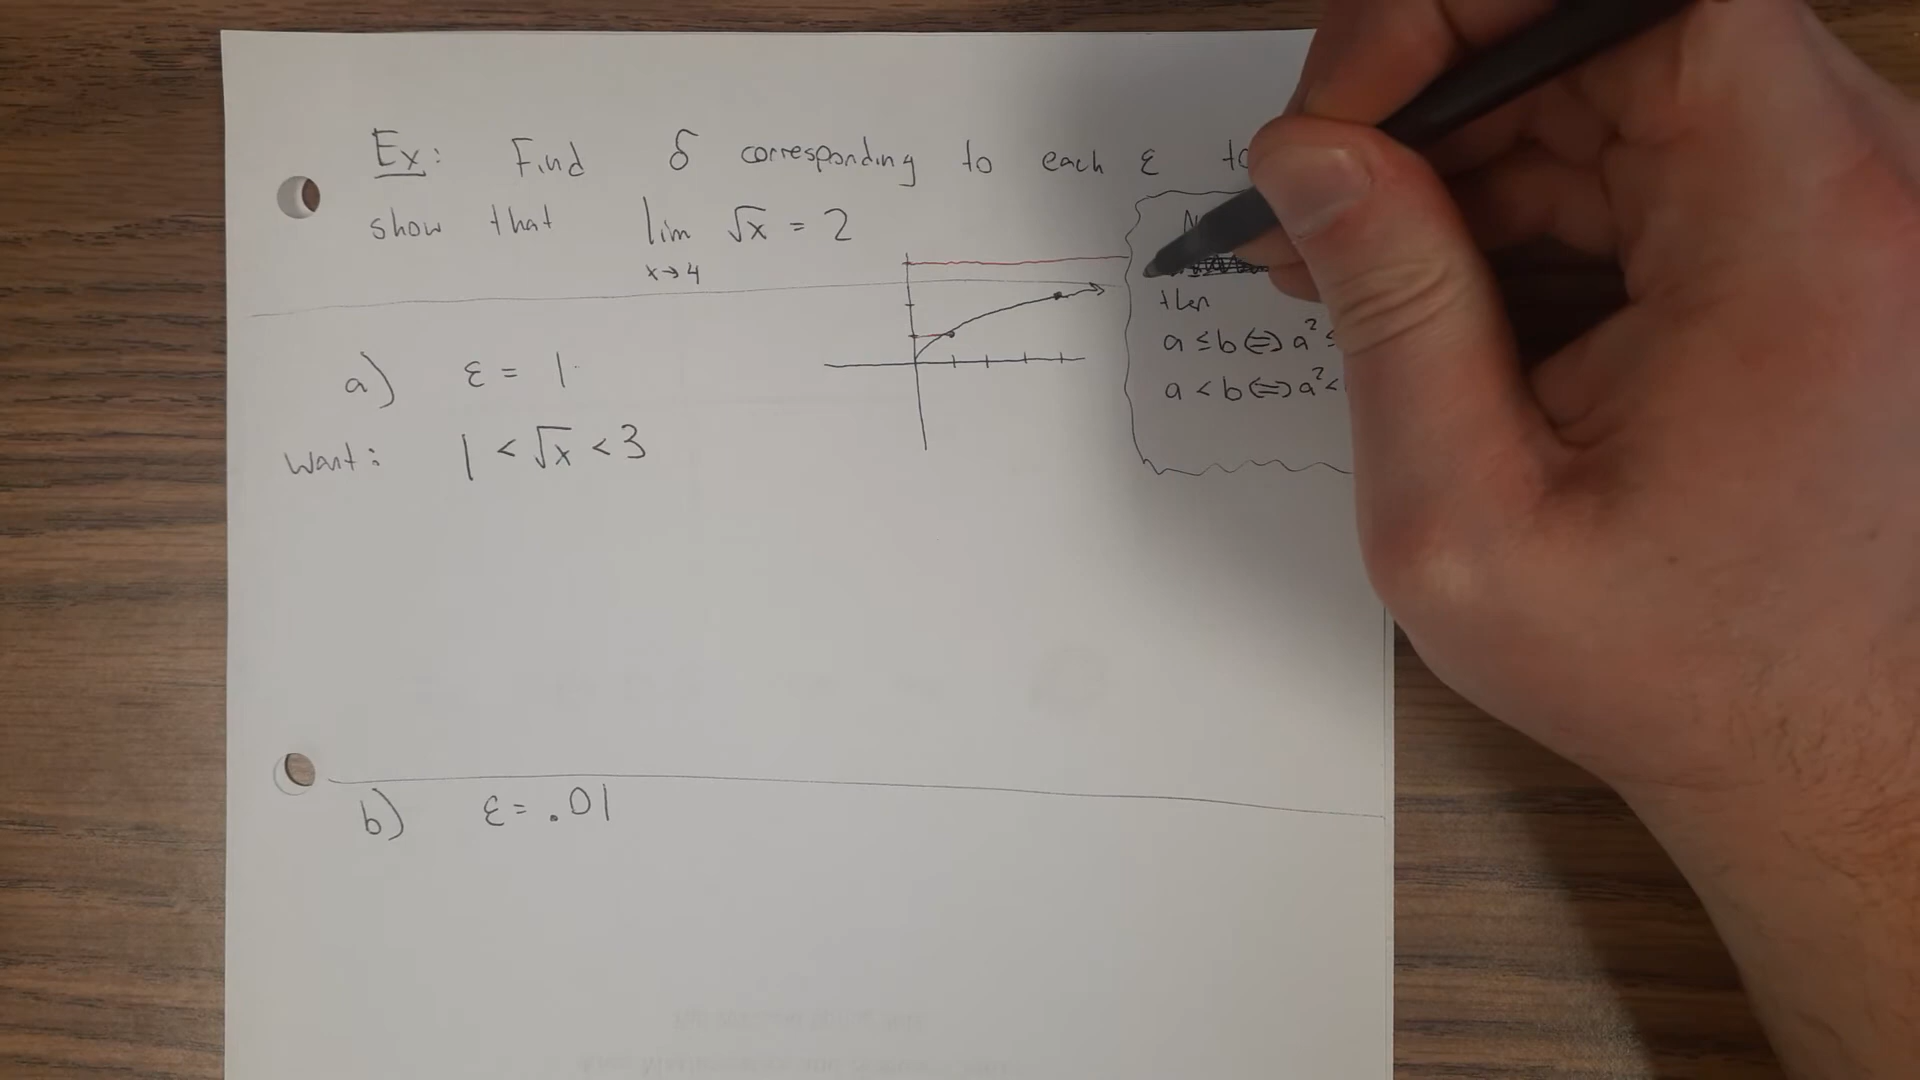 Ex: Find δ corresponding to each ε to
show that lim √x = 2
x→4
then
a ≤ b ⟺ a² ≤
a < b ⟺ a² <
a) ε = 1
Want: 1 < √x < 3
b) ε = .01